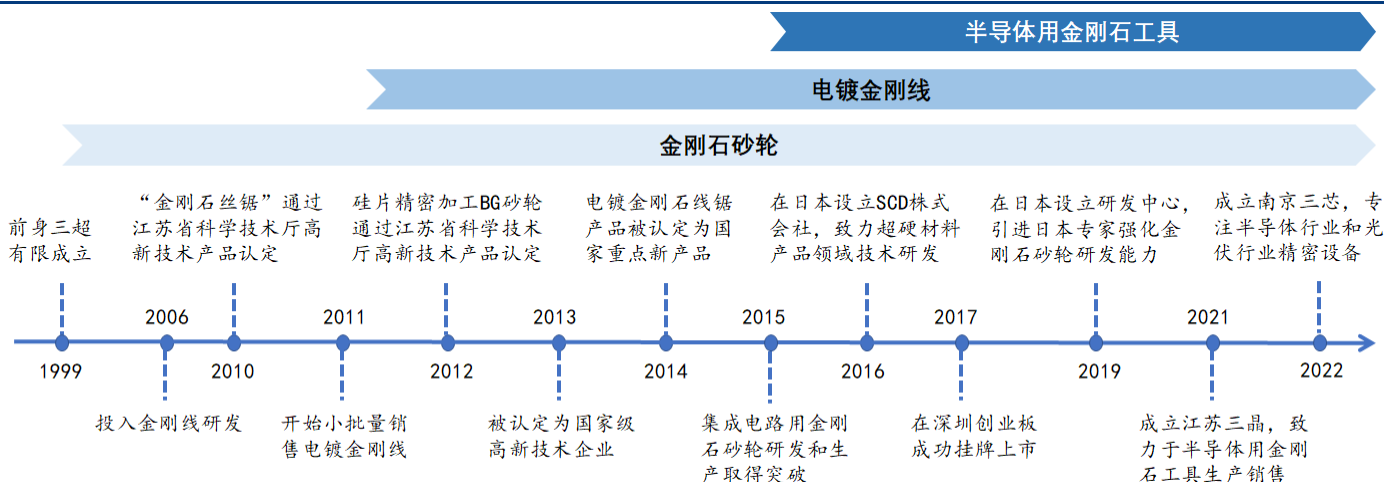 半导体用金刚石工具
电镀金刚线
金刚石砂轮
前身三超
有限成立
“金刚石丝锯”通过
江苏省科学技术厅高
新技术产品认定
硅片精密加工BG砂轮
通过江苏省科学技术
厅高新技术产品认定
电镀金刚石线锯
产品被认定为国
家重点新产品
在日本设立SCD株式
会社，致力超硬材料
产品领域技术研发
在日本设立研发中心，
引进日本专家强化金
刚石砂轮研发能力
成立南京三芯，专
注半导体行业和光
伏行业精密设备
2006
2011
2013
2015
2017
2021
1999
2010
2012
2014
2016
2019
2022
投入金刚线研发
开始小批量销
售电镀金刚线
被认定为国家级
高新技术企业
集成电路用金刚
石砂轮研发和生
产取得突破
在深圳创业板
成功挂牌上市
成立江苏三晶，致
力于半导体用金刚
石工具生产销售